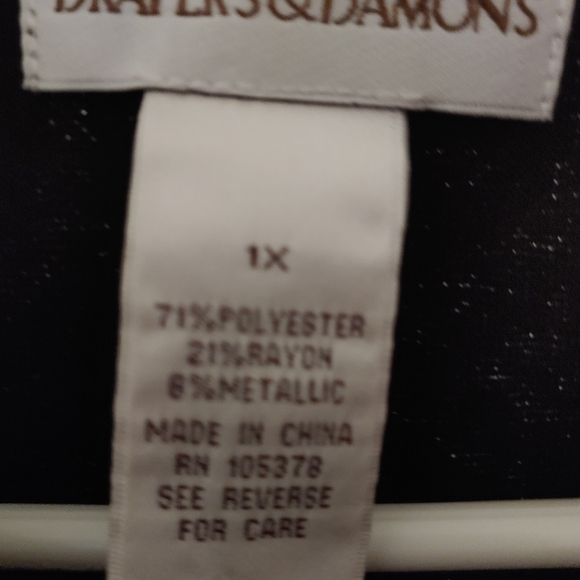 DRAPERS & DAMONS
1X
71%POLYESTER
21%RAYON
8%METALLIC
MADE IN CHINA
RN 105378
SEE REVERSE
FOR CARE